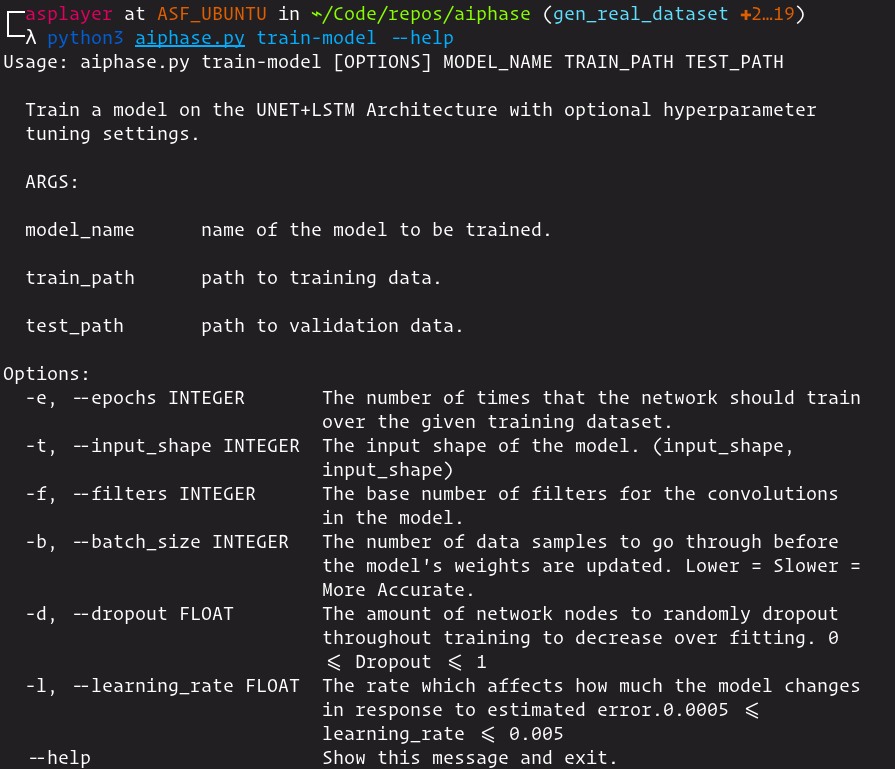 asplayer at ASF_UBUNTU in ~/Code/repos/aiphase (gen_real_dataset +2…19)
λ python3 aiphase.py train-model --help
Usage: aiphase.py train-model [OPTIONS] MODEL_NAME TRAIN_PATH TEST_PATH
Train a model on the UNET+LSTM Architecture with optional hyperparameter
tuning settings.
ARGS:
model_name name of the model to be trained.
train_path path to training data.
test_path path to validation data.
Options:
-e, --epochs INTEGER The number of times that the network should train
over the given training dataset.
-t, --input_shape INTEGER The input shape of the model. (input_shape,
input_shape)
-f, --filters INTEGER The base number of filters for the convolutions
in the model.
-b, --batch_size INTEGER The number of data samples to go through before
the model's weights are updated. Lower = Slower =
More Accurate.
-d, --dropout FLOAT The amount of network nodes to randomly dropout
throughout training to decrease over fitting. 0
⩽ Dropout ⩽ 1
-l, --learning_rate FLOAT The rate which affects how much the model changes
in response to estimated error.0.0005 ⩽
learning_rate ⩽ 0.005
--help Show this message and exit.